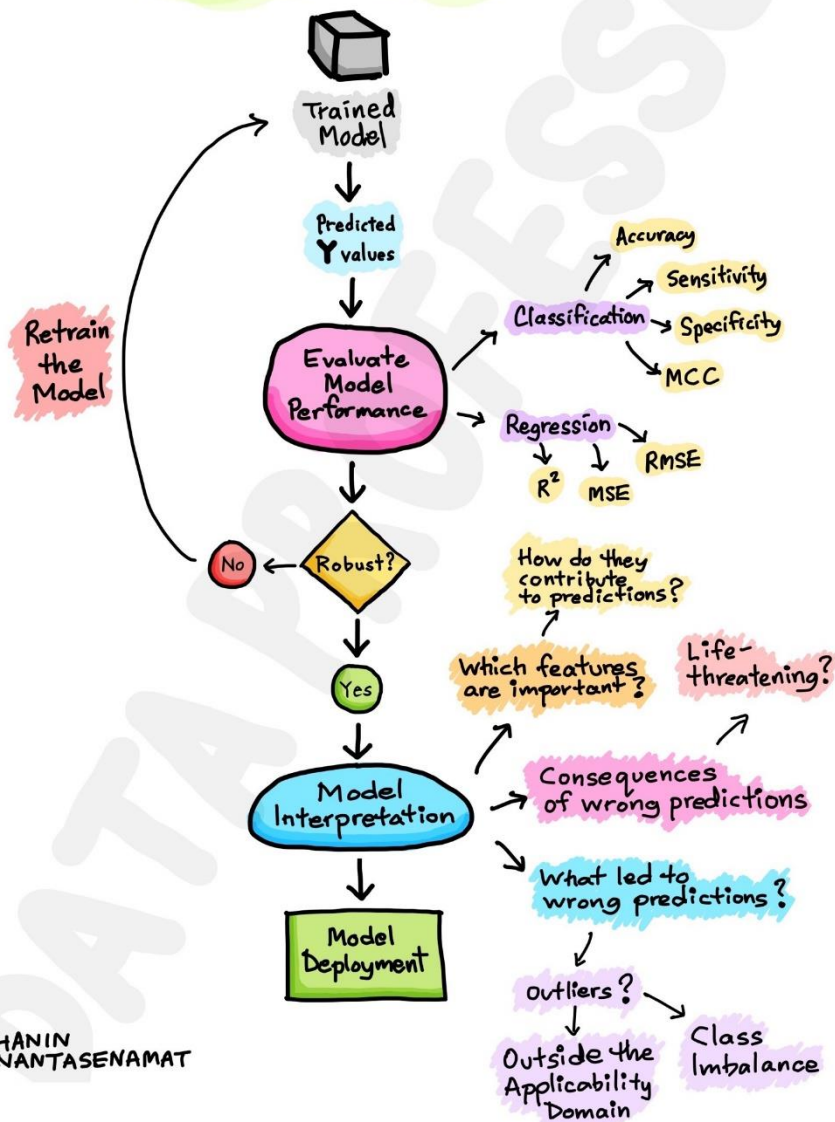 Trained
Model
Predicted
Y values
Evaluate
Model
Performance
Classification
Accuracy
Sensitivity
Specificity
MCC
Regression
R²
MSE
RMSE
Retrain
the
Model
Robust?
No
Yes
Model
Interpretation
Which features
are important?
How do they
contribute
to predictions?
Consequences
of wrong predictions
Life-
threatening?
What led to
wrong predictions?
Outliers?
Outside the
Applicability
Domain
Class
Imbalance
Model
Deployment
HANIN
NANTASENAMAT
DATA PROFESSO